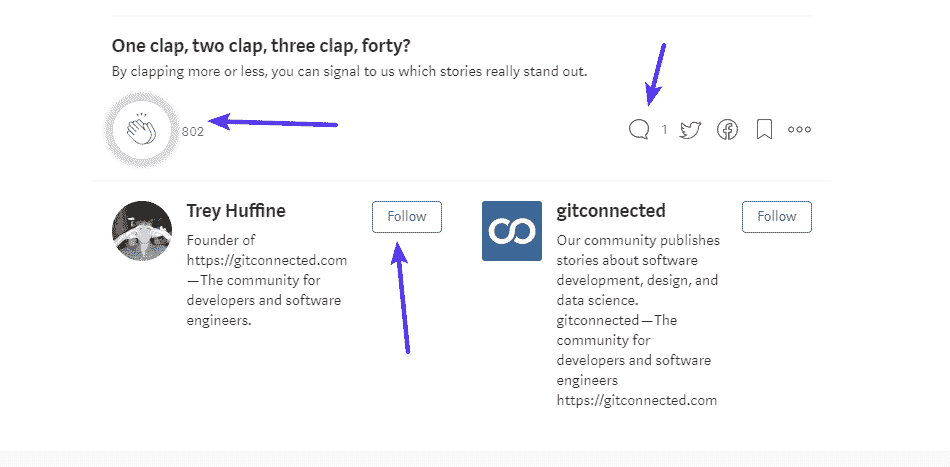 One clap, two clap, three clap, forty?
By clapping more or less, you can signal to us which stories really stand out.
802
1
Trey Huffine
Follow
Founder of
https://gitconnected.com
—The community for
developers and software
engineers.
gitconnected
Follow
Our community publishes
stories about software
development, design, and
data science.
gitconnected—The
community for
developers and software
engineers
https://gitconnected.com